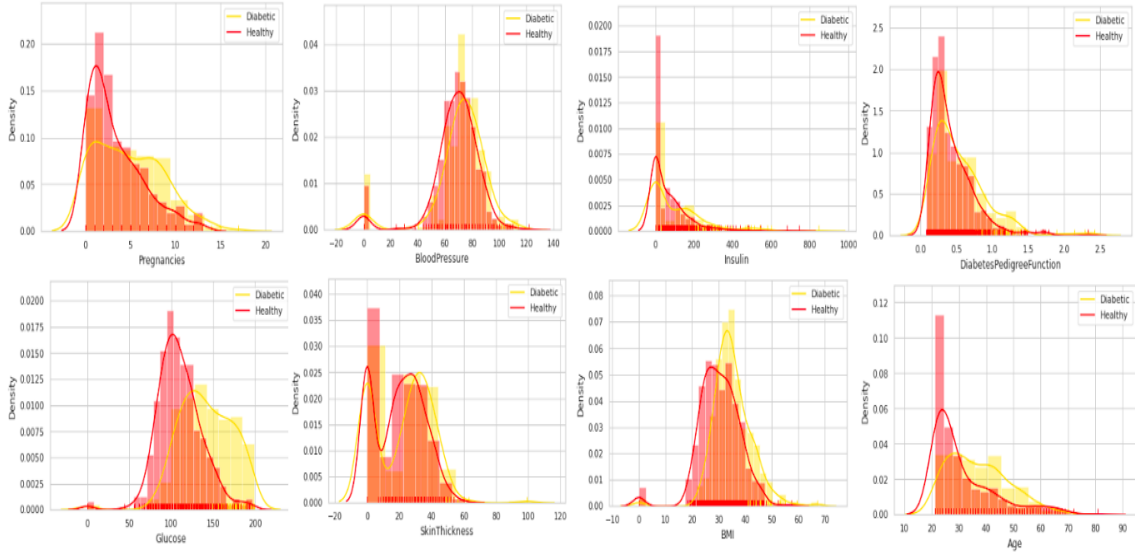 Diabetic
Healthy
0.20
0.15
0.10
0.05
0.00
Density
0 5 10 15 20
Pregnancies
Diabetic
Healthy
0.04
0.03
0.02
0.01
0.00
Density
−20 0 20 40 60 80 100 120 140
BloodPressure
Diabetic
Healthy
0.0200
0.0175
0.0150
0.0125
0.0100
0.0075
0.0050
0.0025
0.0000
Density
0 200 400 600 800 1000
Insulin
Diabetic
Healthy
2.5
2.0
1.5
1.0
0.5
0.0
Density
0.0 0.5 1.0 1.5 2.0 2.5
DiabetesPedigreeFunction
Diabetic
Healthy
0.0200
0.0175
0.0150
0.0125
0.0100
0.0075
0.0050
0.0025
0.0000
Density
0 50 100 150 200
Glucose
Diabetic
Healthy
0.040
0.035
0.030
0.025
0.020
0.015
0.010
0.005
0.000
Density
−20 0 20 40 60 80 100 120
SkinThickness
Diabetic
Healthy
0.08
0.07
0.06
0.05
0.04
0.03
0.02
0.01
0.00
Density
−10 0 10 20 30 40 50 60 70
BMI
Diabetic
Healthy
0.12
0.10
0.08
0.06
0.04
0.02
0.00
Density
10 20 30 40 50 60 70 80 90
Age